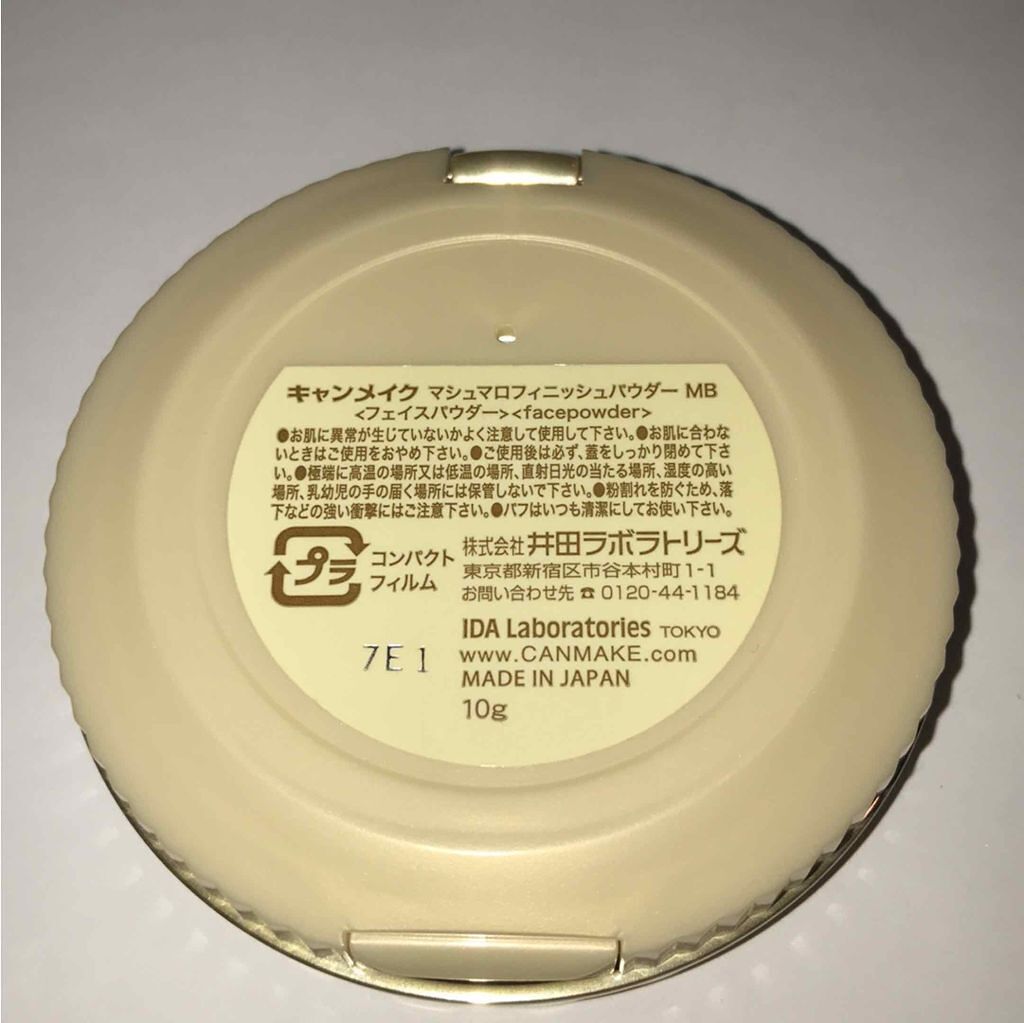 キャンメイク マシュマロフィニッシュパウダー MB
<フェイスパウダー><facepowder>
●お肌に異常が生じていないかよく注意して使用して下さい。●お肌に合わな
いときはご使用をおやめ下さい。●ご使用後は必ず、蓋をしっかり閉めて下さ
い。●極端に高温の場所又は低温の場所、直射日光の当たる場所、湿度の高い
場所、乳幼児の手の届く場所には保管しないで下さい。●粉割れを防ぐため、落
下などの強い衝撃にはご注意下さい。●パフはいつも清潔にしてお使い下さい。
プラ
コンパクト
フィルム
株式会社 井田ラボラトリーズ
東京都新宿区市谷本村町1-1
お問い合わせ先 ☎ 0120-44-1184
IDA Laboratories TOKYO
www.CANMAKE.com
MADE IN JAPAN
10g
7E1